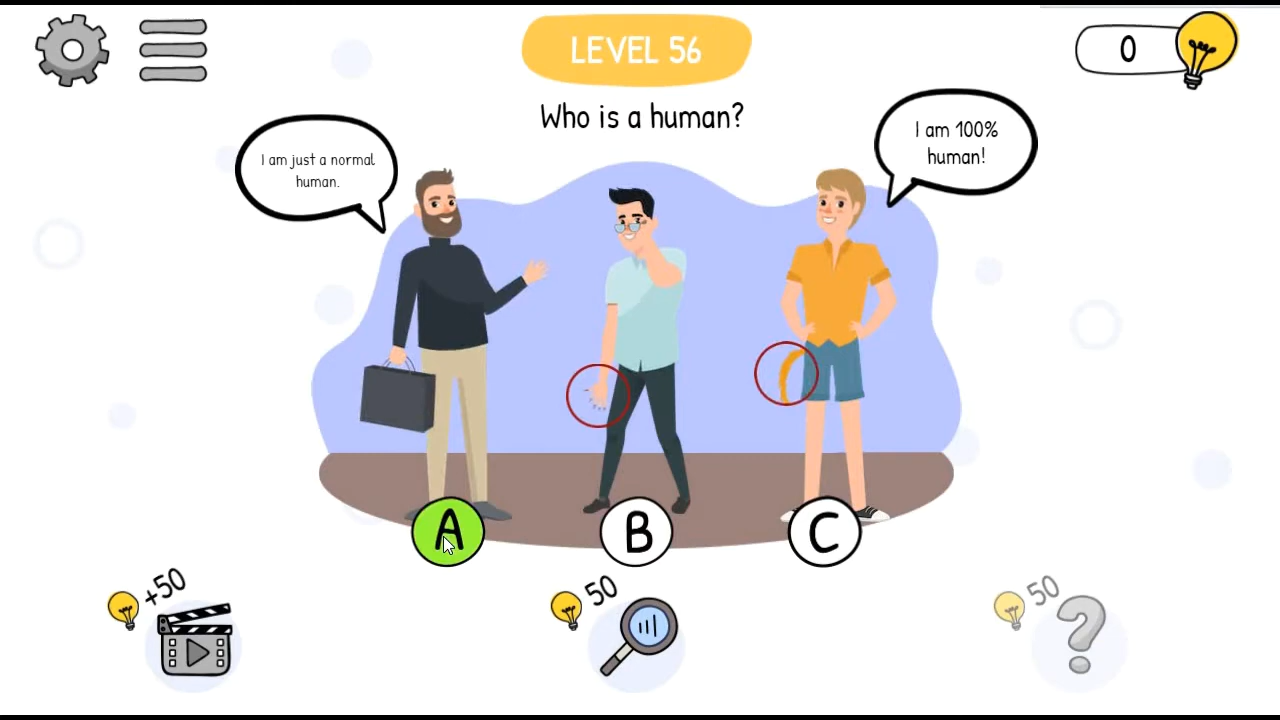 LEVEL 56
0
Who is a human?
I am just a normal
human.
I am 100%
human!
A
B
C
+50
50
50
?